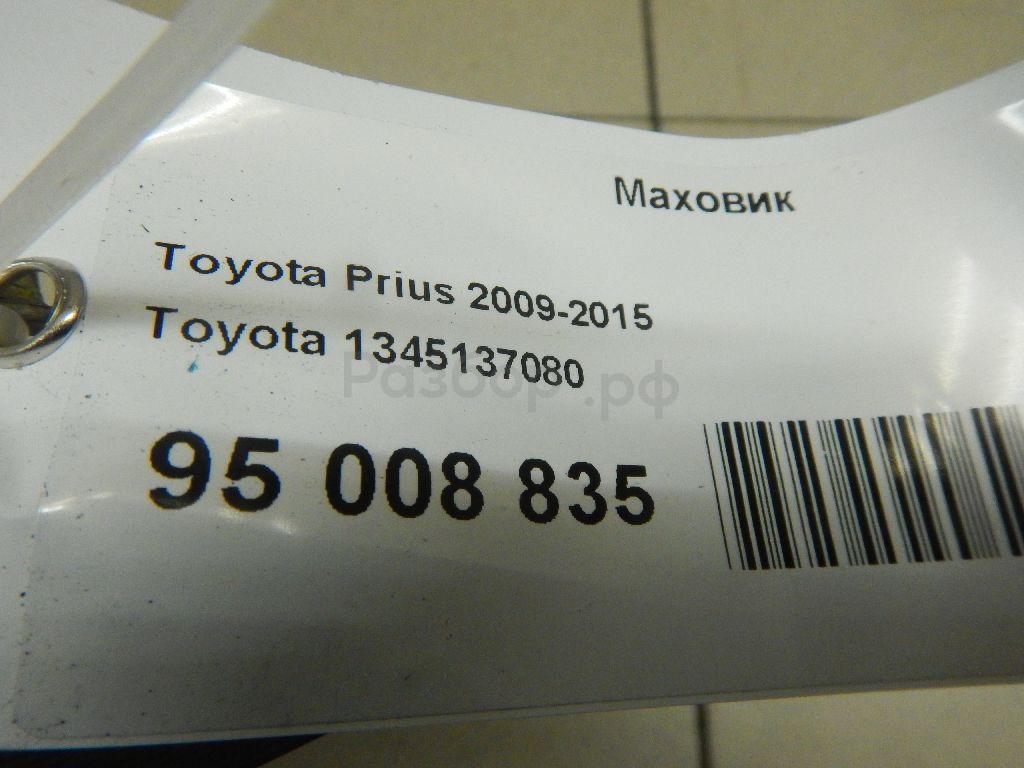 Маховик
Toyota Prius 2009-2015
Toyota 1345137080
Разбор.рф
95 008 835